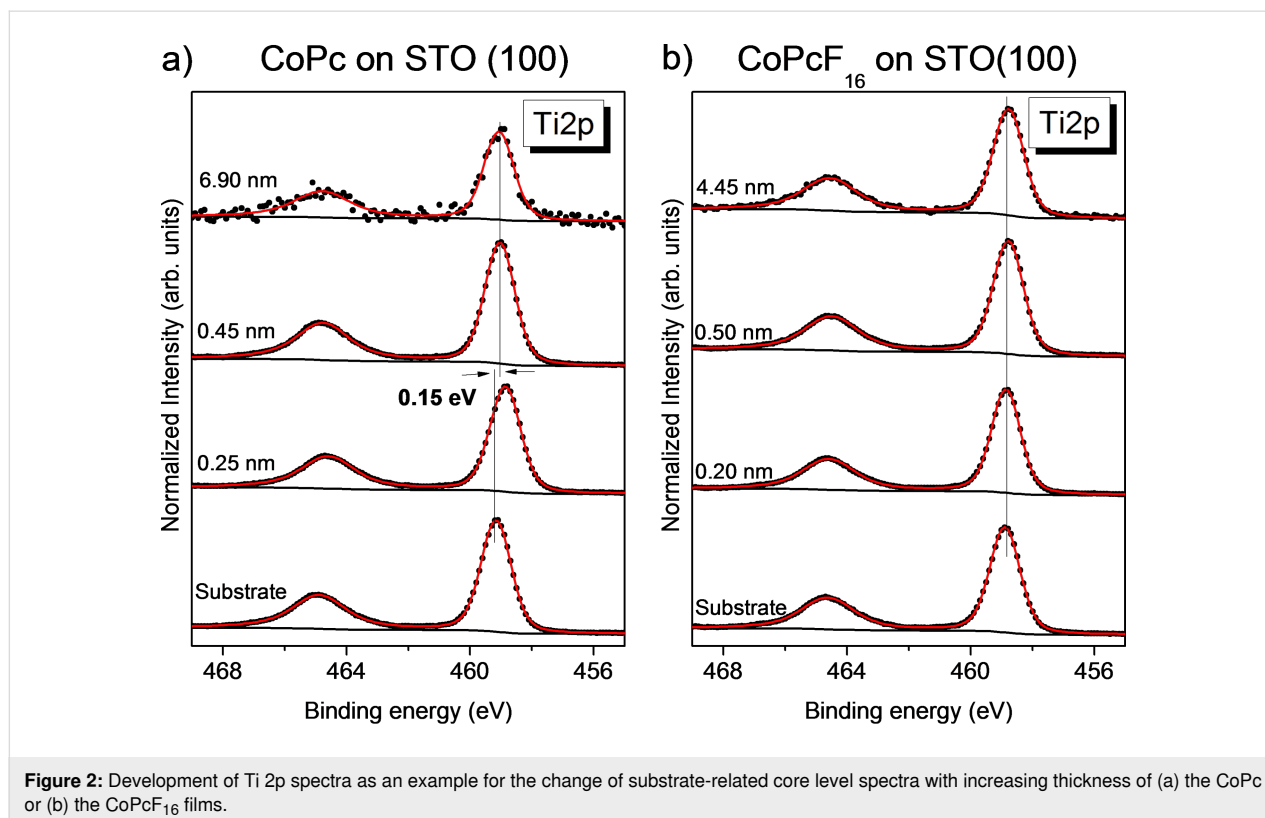 a) CoPc on STO (100)
Ti2p
6.90 nm
0.45 nm
0.15 eV
0.25 nm
Substrate
Normalized Intensity (arb. units)
468 464 460 456
Binding energy (eV)
b) CoPcF16 on STO(100)
Ti2p
4.45 nm
0.50 nm
0.20 nm
Substrate
Normalized Intensity (arb. units)
468 464 460 456
Binding energy (eV)
Figure 2: Development of Ti 2p spectra as an example for the change of substrate-related core level spectra with increasing thickness of (a) the CoPc
or (b) the CoPcF16 films.